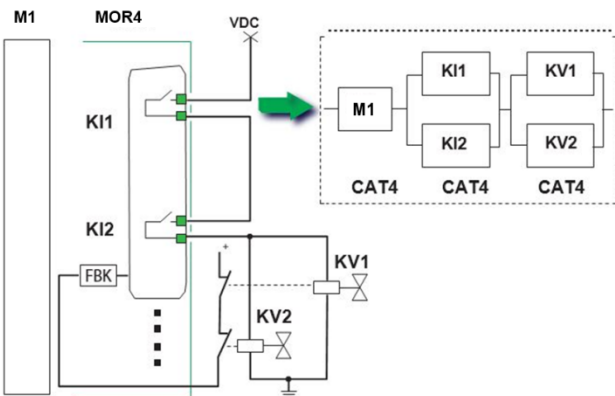 M1
MOR4
VDC
KI1
KI2
FBK
+
KV1
KV2
M1
KI1
KV1
KI2
KV2
CAT4
CAT4
CAT4